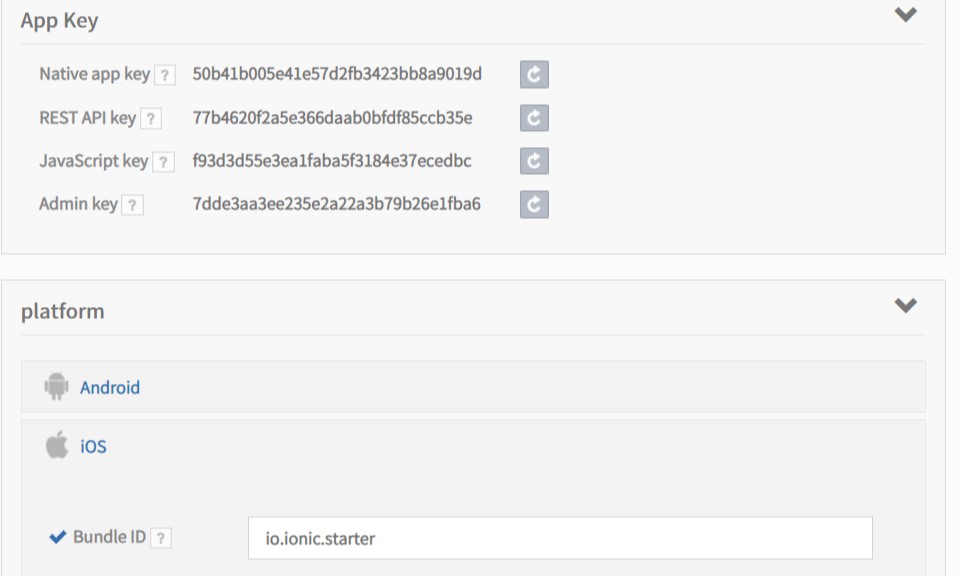 App Key
Native app key ? 50b41b005e41e57d2fb3423bb8a9019d
REST API key ? 77b4620f2a5e366daab0bfdf85ccb35e
JavaScript key ? f93d3d55e3ea1faba5f3184e37ecedbc
Admin key ? 7dde3aa3ee235e2a22a3b79b26e1fba6
platform
Android
iOS
Bundle ID ? io.ionic.starter